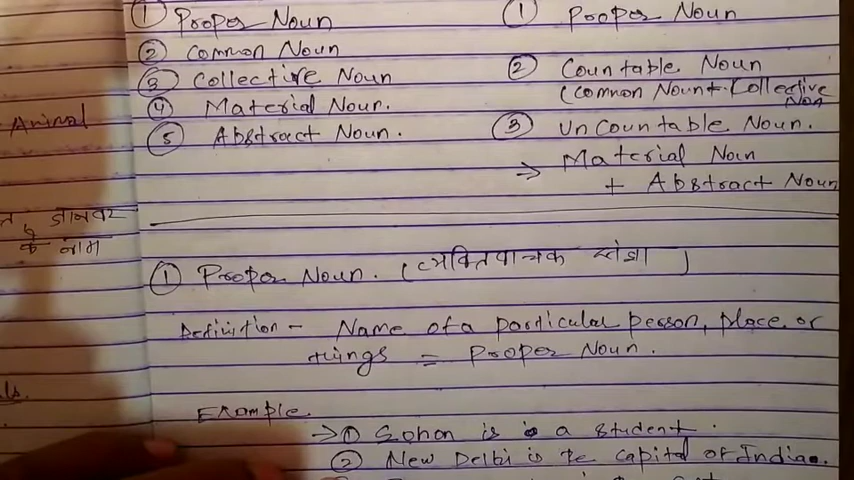 ① Proper Noun
② Common Noun
③ Collective Noun
④ Material Noun.
⑤ Abstract Noun.
① Proper Noun
② Countable Noun
(Common Noun + Collective
Non
③ UnCountable Noun.
→ Material Noun
+ Abstract Noun
Animal
जानवर
के नाम
① Proper Noun. (व्यक्तिवाचक संज्ञा)
Definition - Name of a particular person, place, or
things = Proper Noun.
Example
→ ① Sohon is a student.
② New Delhi is the capital of Indian.